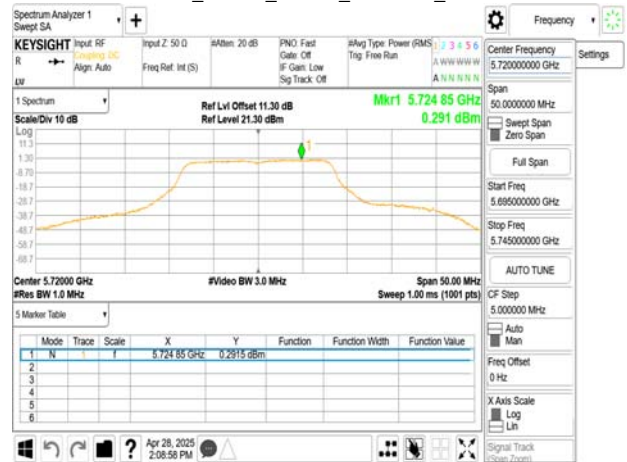 Spectrum Analyzer 1
Swept SA
Frequency
KEYSIGHT
Input: RF
Coupling: DC
Align: Auto
Input Z: 50 Ω
Freq Ref: Int (S)
#Atten: 20 dB
PNO: Fast
Gate: Off
IF Gain: Low
Sig Track: Off
#Avg Type: Power (RMS
Trig: Free Run
1 2 3 4 5 6
A W W W W W
A N N N N N
R
1 Spectrum
Scale/Div 10 dB
Ref Lvl Offset 11.30 dB
Ref Level 21.30 dBm
Mkr1 5.724 85 GHz
0.291 dBm
Log
11.3
1.30
-8.70
-18.7
-28.7
-38.7
-48.7
-58.7
-68.7
1
Center 5.72000 GHz
#Res BW 1.0 MHz
#Video BW 3.0 MHz
Span 50.00 MHz
Sweep 1.00 ms (1001 pts)
5 Marker Table
Mode Trace Scale X Y Function Function Width Function Value
1 N 1 f 5.724 85 GHz 0.2915 dBm
2
3
4
5
6
Apr 28, 2025
2:08:58 PM
?
Center Frequency
5.720000000 GHz
Settings
Span
50.0000000 MHz
Swept Span
Zero Span
Full Span
Start Freq
5.695000000 GHz
Stop Freq
5.745000000 GHz
AUTO TUNE
CF Step
5.000000 MHz
Auto
Man
Freq Offset
0 Hz
X Axis Scale
Log
Lin
Signal Track
(Span Zoom)